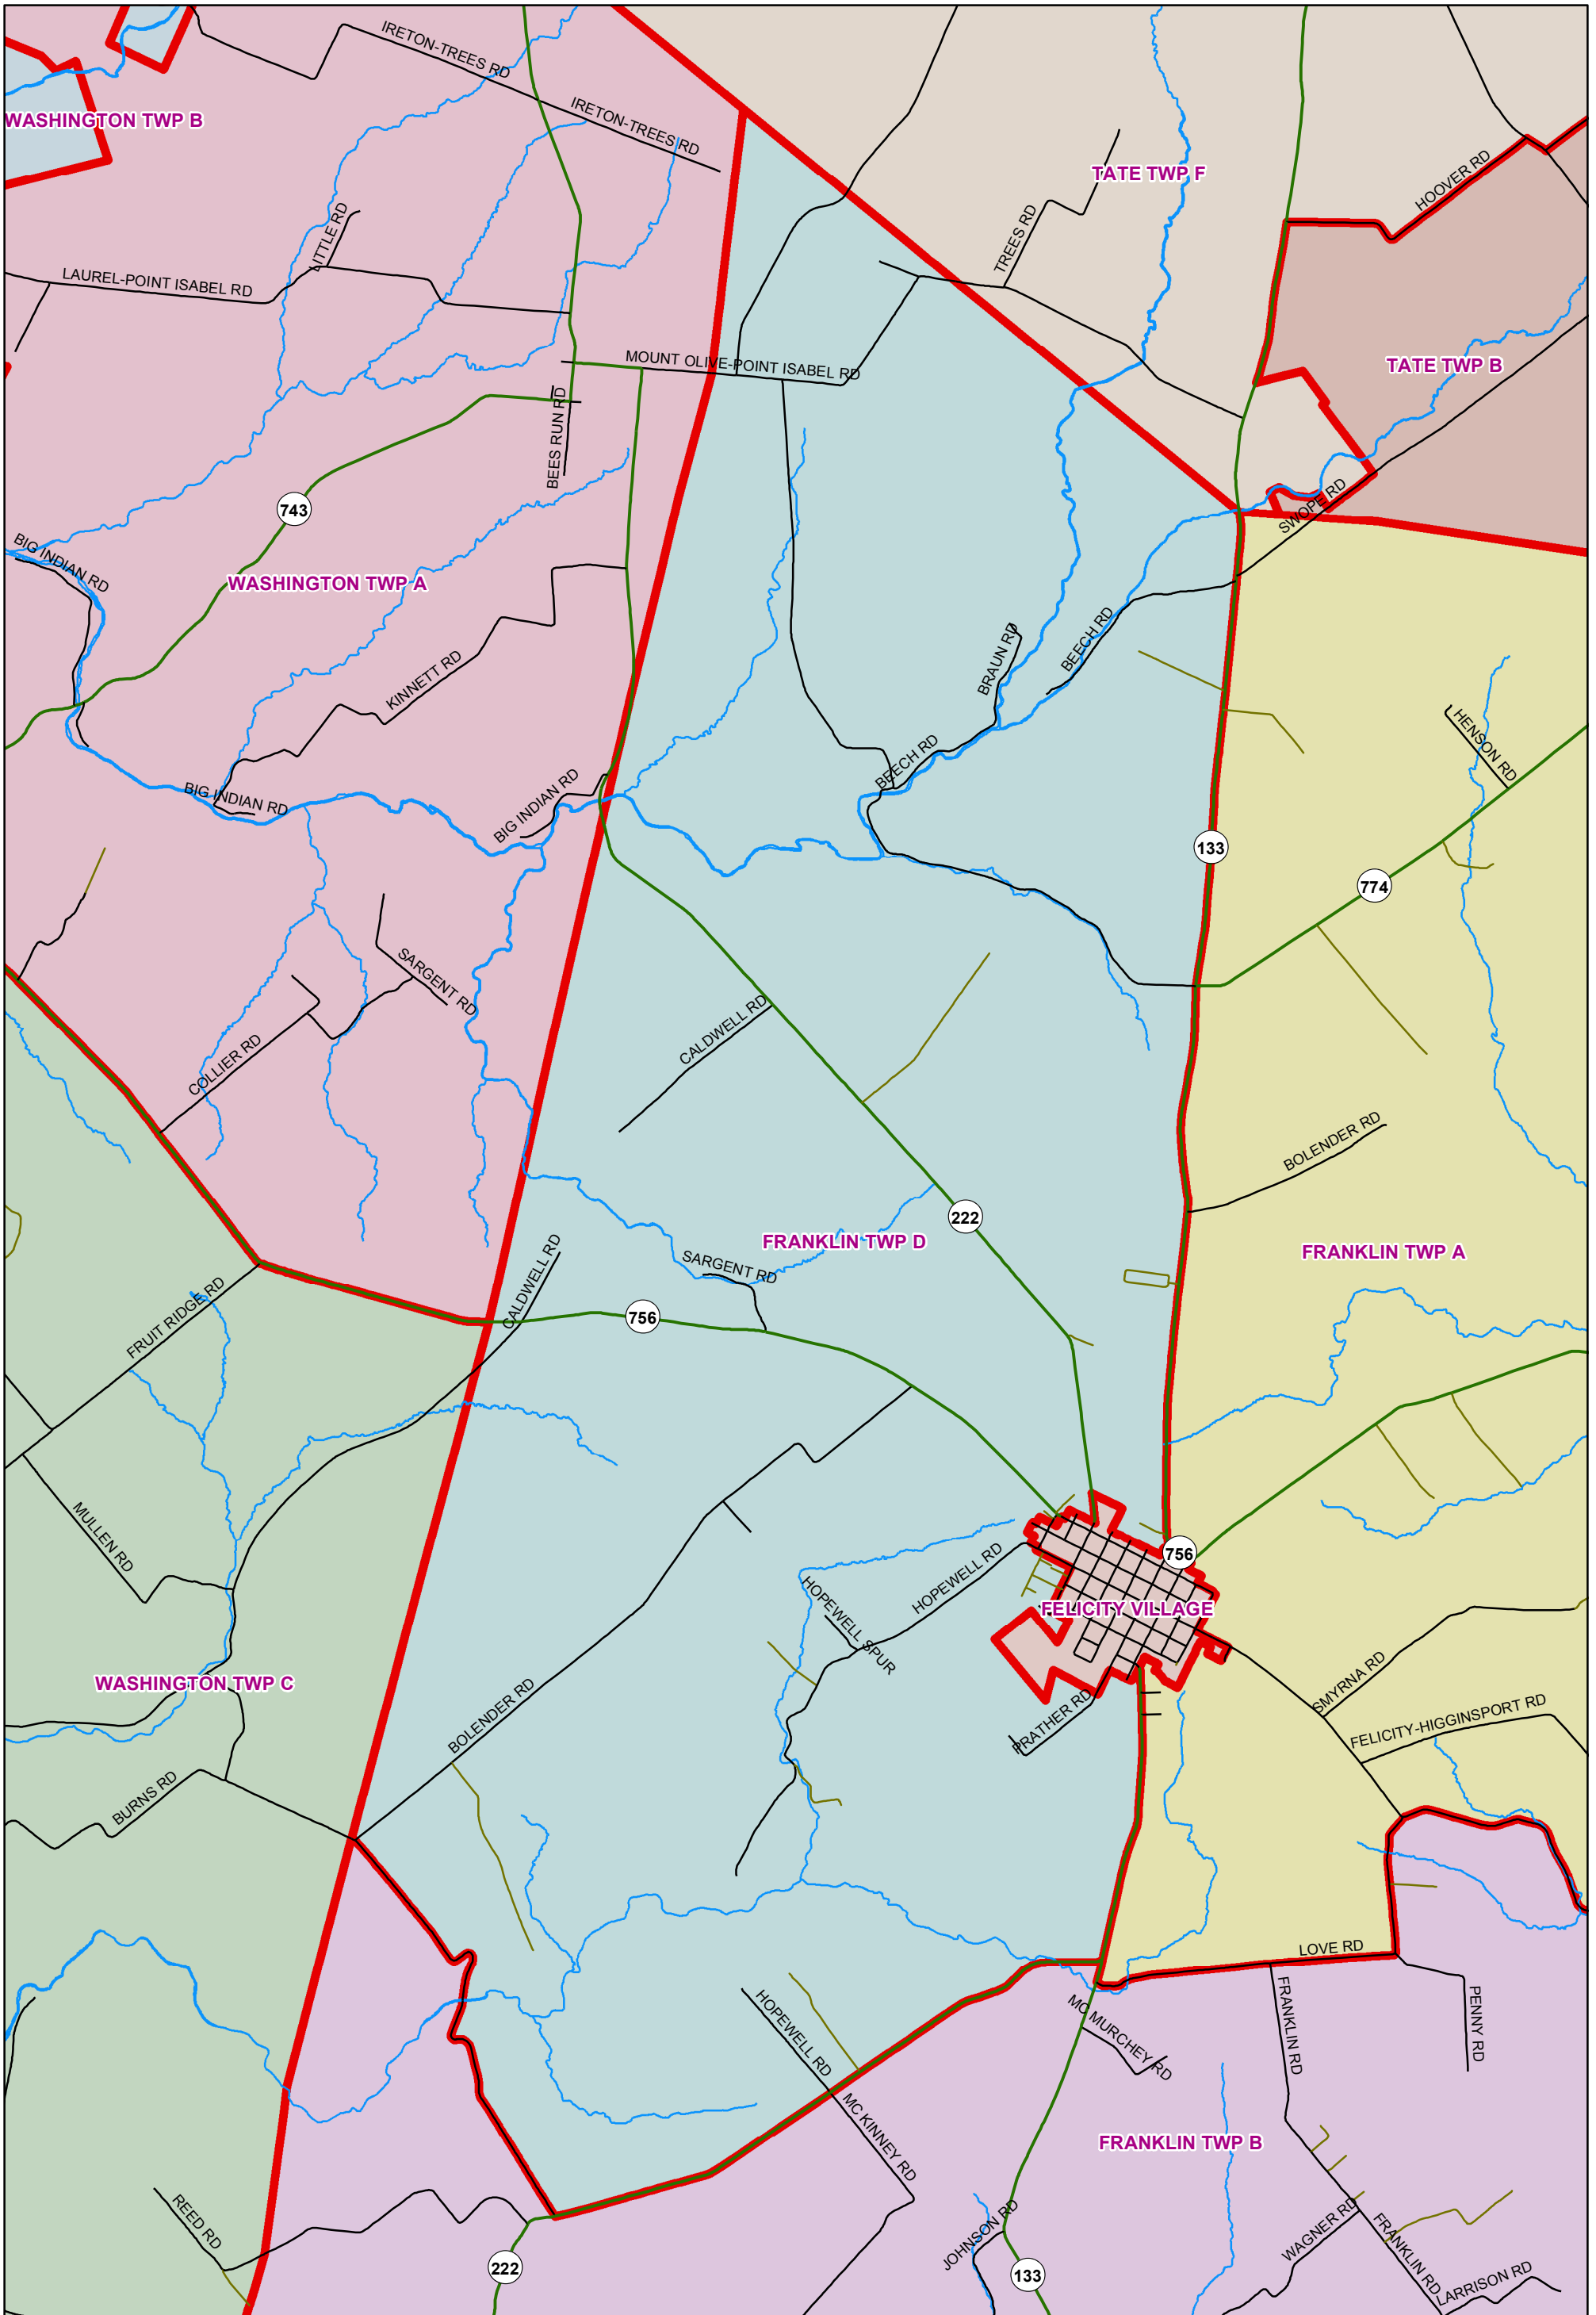 IRETON-TREES RD
IRETON-TREES RD
WASHINGTON TWP B
TATE TWP F
HOOVER RD
LITTLE RD
TREES RD
LAUREL-POINT ISABEL RD
MOUNT OLIVE-POINT ISABEL RD
TATE TWP B
BEES RUN RD
743
SWOPE RD
BIG INDIAN RD
WASHINGTON TWP A
BEECH RD
BRAUN RD
KINNETT RD
HENSON RD
BEECH RD
BIG INDIAN RD
BIG INDIAN RD
133
774
SARGENT RD
CALDWELL RD
COLLIER RD
BOLENDER RD
222
FRANKLIN TWP D
FRANKLIN TWP A
SARGENT RD
CALDWELL RD
756
FRUIT RIDGE RD
MULLEN RD
756
HOPEWELL RD
HOPEWELL SPUR
FELICITY VILLAGE
WASHINGTON TWP C
SMYRNA RD
BOLENDER RD
PRATHER RD
FELICITY-HIGGINSPORT RD
BURNS RD
LOVE RD
HOPEWELL RD
MC MURCHEY RD
FRANKLIN RD
PENNY RD
MC KINNEY RD
FRANKLIN TWP B
REED RD
JOHNSON RD
WAGNER RD
FRANKLIN RD
222
133
LARRISON RD